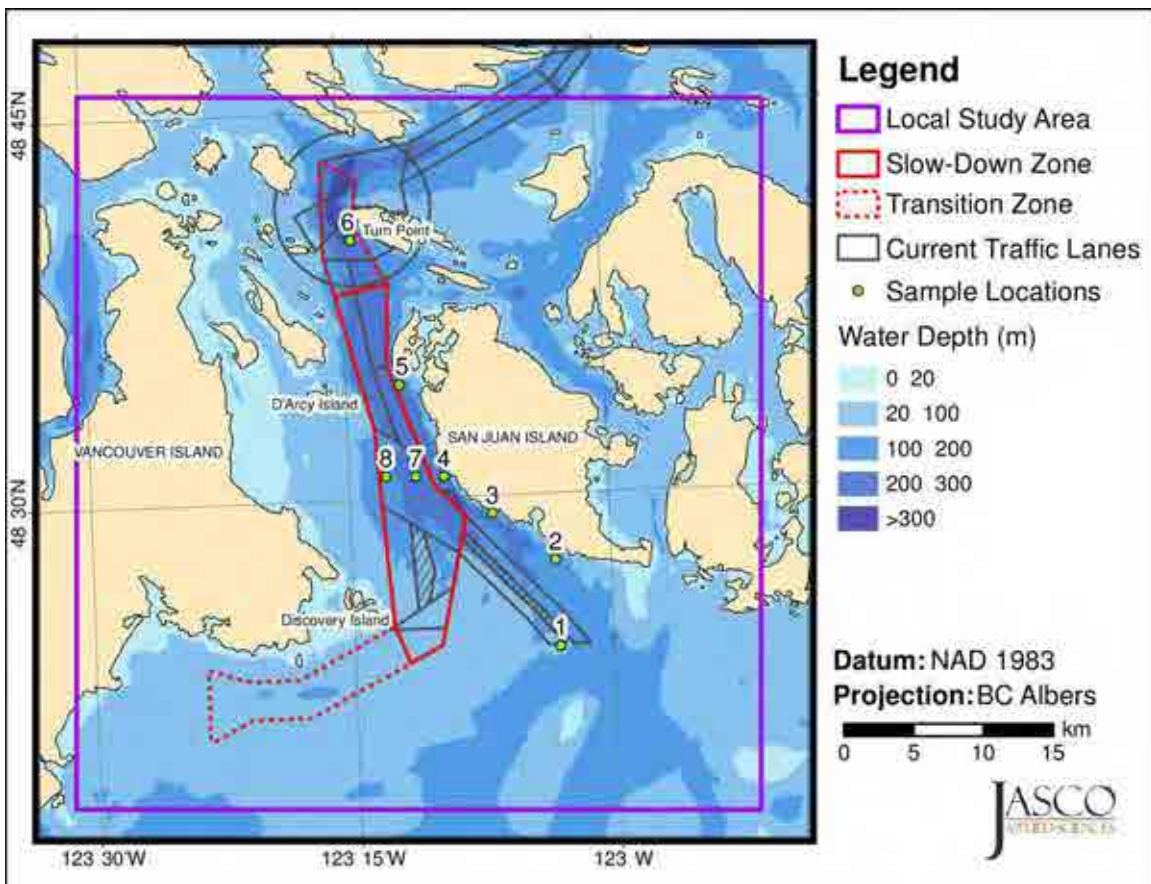 Legend
Local Study Area
Slow-Down Zone
Transition Zone
Current Traffic Lanes
Sample Locations
Water Depth (m)
0 20
20 100
100 200
200 300
>300
Datum: NAD 1983
Projection: BC Albers
km
0 5 10 15
JASCO
APPLIED SCIENCES
48 45'N
48 30'N
123 30'W
123 15'W
123 W
6
Turn Point
5
D'Arcy Island
SAN JUAN ISLAND
VANCOUVER ISLAND
8
7
4
3
2
Discovery Island
1